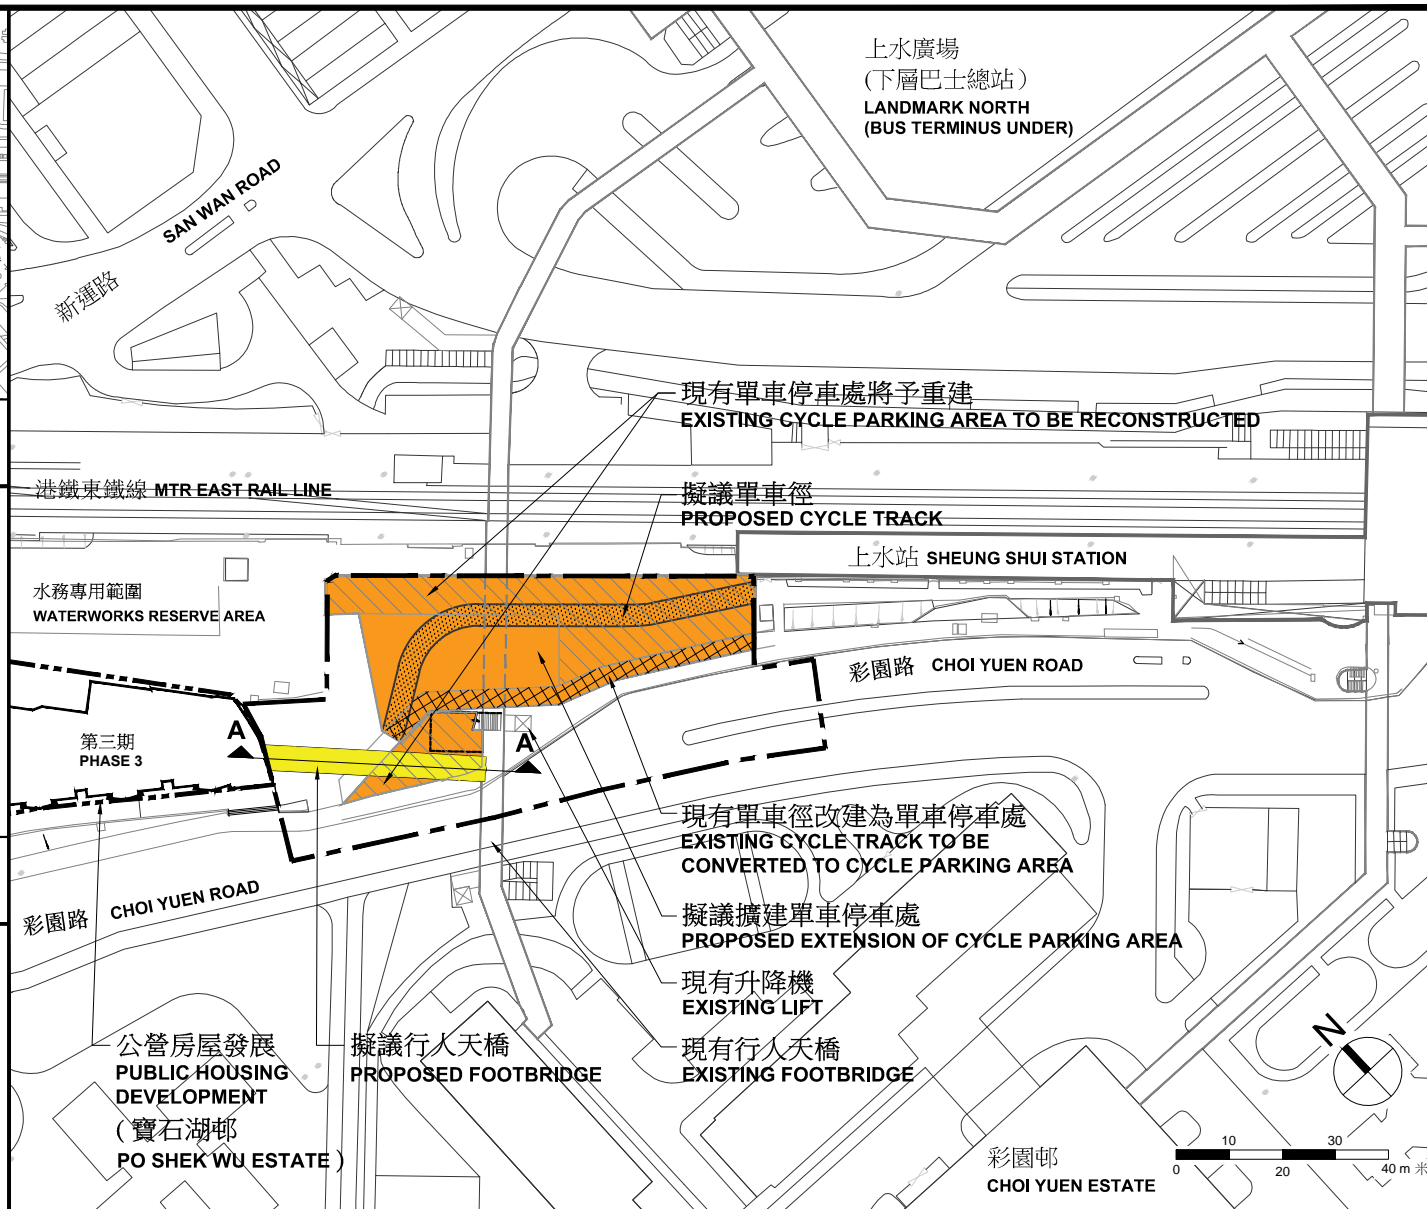 上水廣場
(下層巴士總站)
LANDMARK NORTH
(BUS TERMINUS UNDER)
SAN WAN ROAD
新運路
現有單車停車處將予重建
EXISTING CYCLE PARKING AREA TO BE RECONSTRUCTED
港鐵東鐵線 MTR EAST RAIL LINE
擬議單車徑
PROPOSED CYCLE TRACK
上水站 SHEUNG SHUI STATION
水務專用範圍
WATERWORKS RESERVE AREA
彩園路 CHOI YUEN ROAD
第三期
PHASE 3
A
A
現有單車徑改建為單車停車處
EXISTING CYCLE TRACK TO BE
CONVERTED TO CYCLE PARKING AREA
彩園路 CHOI YUEN ROAD
擬議擴建單車停車處
PROPOSED EXTENSION OF CYCLE PARKING AREA
現有升降機
EXISTING LIFT
現有行人天橋
EXISTING FOOTBRIDGE
公營房屋發展
PUBLIC HOUSING
DEVELOPMENT
(寶石湖邨
PO SHEK WU ESTATE)
擬議行人天橋
PROPOSED FOOTBRIDGE
N
彩園邨
CHOI YUEN ESTATE
10 30
0 20 40 m 米